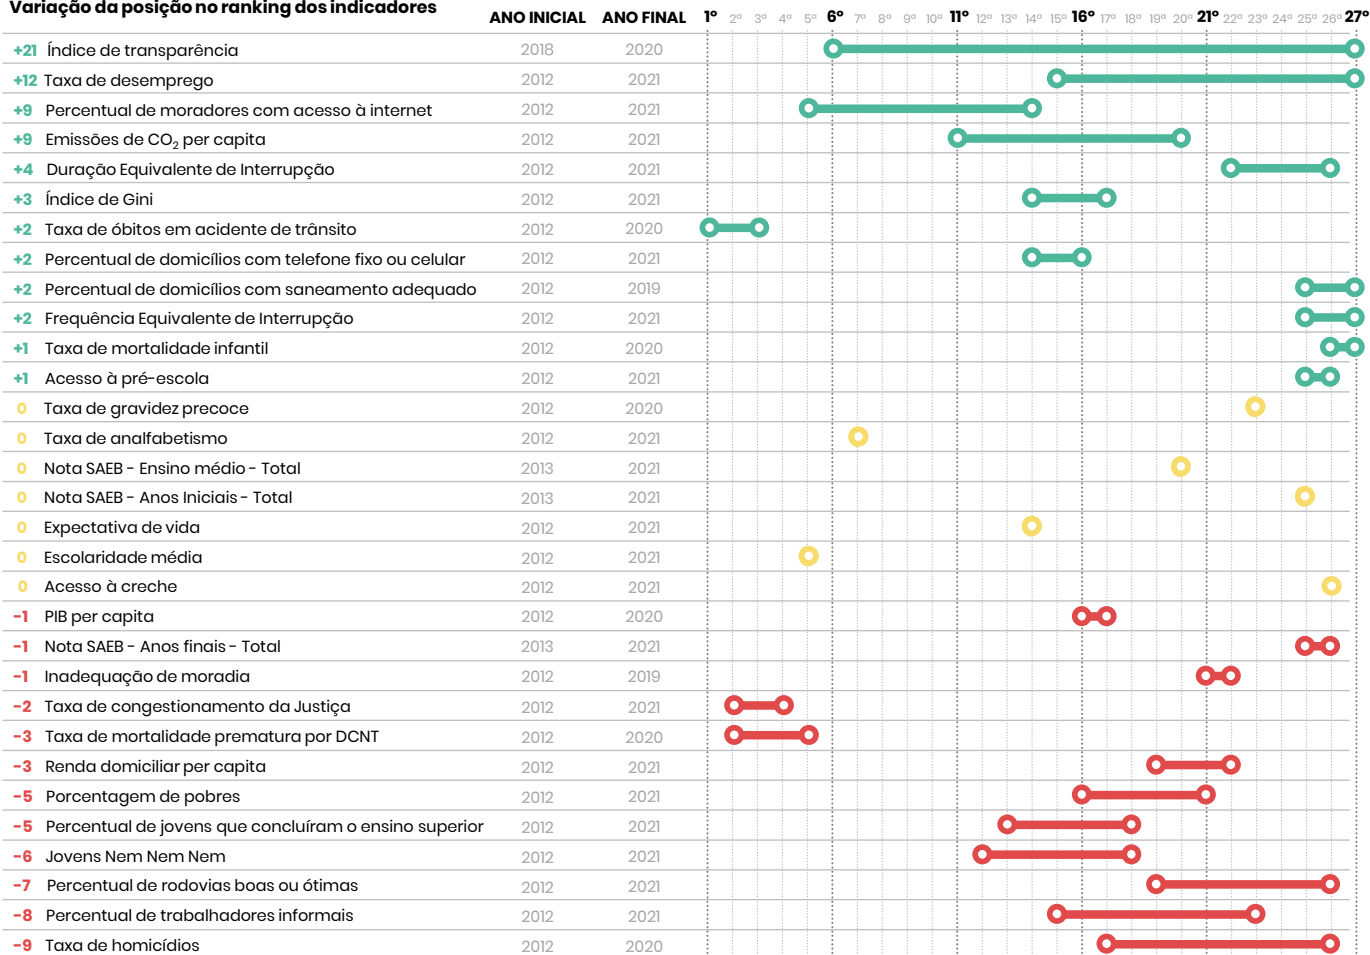 Variação da posição no ranking dos indicadores
ANO INICIAL ANO FINAL 1º 2º 3º 4º 5º 6º 7º 8º 9º 10º 11º 12º 13º 14º 15º 16º 17º 18º 19º 20º 21º 22º 23º 24º 25º 26º 27º
+21 Índice de transparência 2018 2020
+12 Taxa de desemprego 2012 2021
+9 Percentual de moradores com acesso à internet 2012 2021
+9 Emissões de CO₂ per capita 2012 2021
+4 Duração Equivalente de Interrupção 2012 2021
+3 Índice de Gini 2012 2021
+2 Taxa de óbitos em acidente de trânsito 2012 2020
+2 Percentual de domicílios com telefone fixo ou celular 2012 2021
+2 Percentual de domicílios com saneamento adequado 2012 2019
+2 Frequência Equivalente de Interrupção 2012 2021
+1 Taxa de mortalidade infantil 2012 2020
+1 Acesso à pré-escola 2012 2021
0 Taxa de gravidez precoce 2012 2020
0 Taxa de analfabetismo 2012 2021
0 Nota SAEB - Ensino médio - Total 2013 2021
0 Nota SAEB - Anos Iniciais - Total 2013 2021
0 Expectativa de vida 2012 2021
0 Escolaridade média 2012 2021
0 Acesso à creche 2012 2021
-1 PIB per capita 2012 2020
-1 Nota SAEB - Anos finais - Total 2013 2021
-1 Inadequação de moradia 2012 2019
-2 Taxa de congestionamento da Justiça 2012 2021
-3 Taxa de mortalidade prematura por DCNT 2012 2020
-3 Renda domiciliar per capita 2012 2021
-5 Porcentagem de pobres 2012 2021
-5 Percentual de jovens que concluíram o ensino superior 2012 2021
-6 Jovens Nem Nem Nem 2012 2021
-7 Percentual de rodovias boas ou ótimas 2012 2021
-8 Percentual de trabalhadores informais 2012 2021
-9 Taxa de homicídios 2012 2020